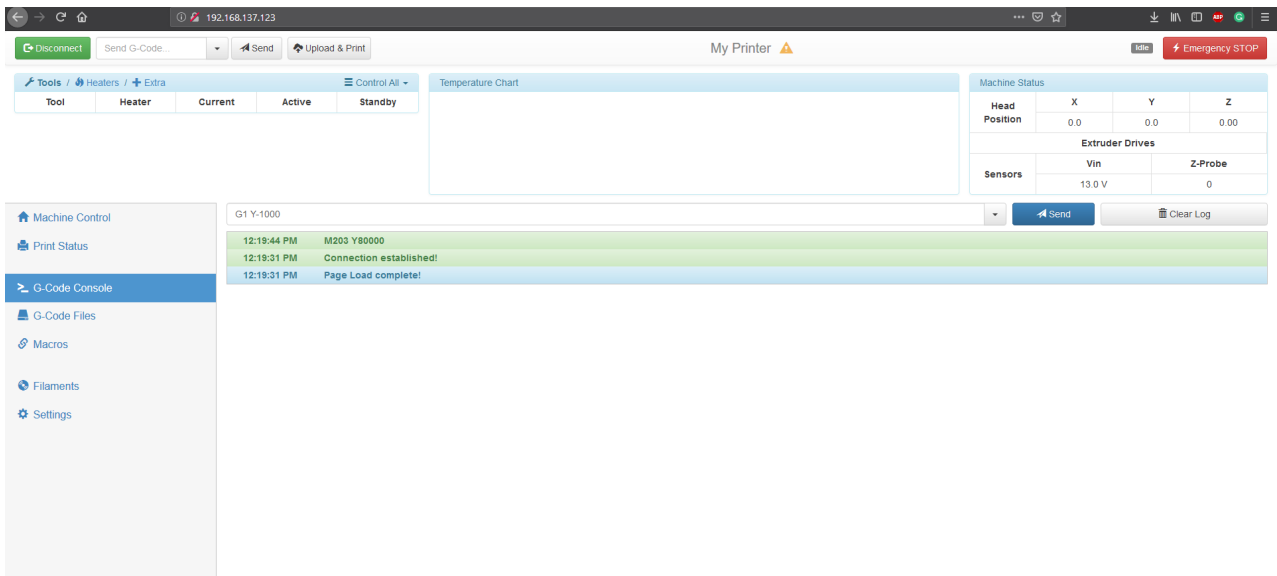 192.168.137.123
ABP
G
Disconnect Send G-Code... Send Upload & Print My Printer Idle Emergency STOP
Tools / Heaters / Extra Control All
Tool Heater Current Active Standby
Temperature Chart
Machine Status
Head Position X Y Z
0.0 0.0 0.00
Extruder Drives
Sensors Vin Z-Probe
13.0 V 0
Machine Control
Print Status
G-Code Console
G-Code Files
Macros
Filaments
Settings
G1 Y-1000 Send Clear Log
12:19:44 PM M203 Y80000
12:19:31 PM Connection established!
12:19:31 PM Page Load complete!